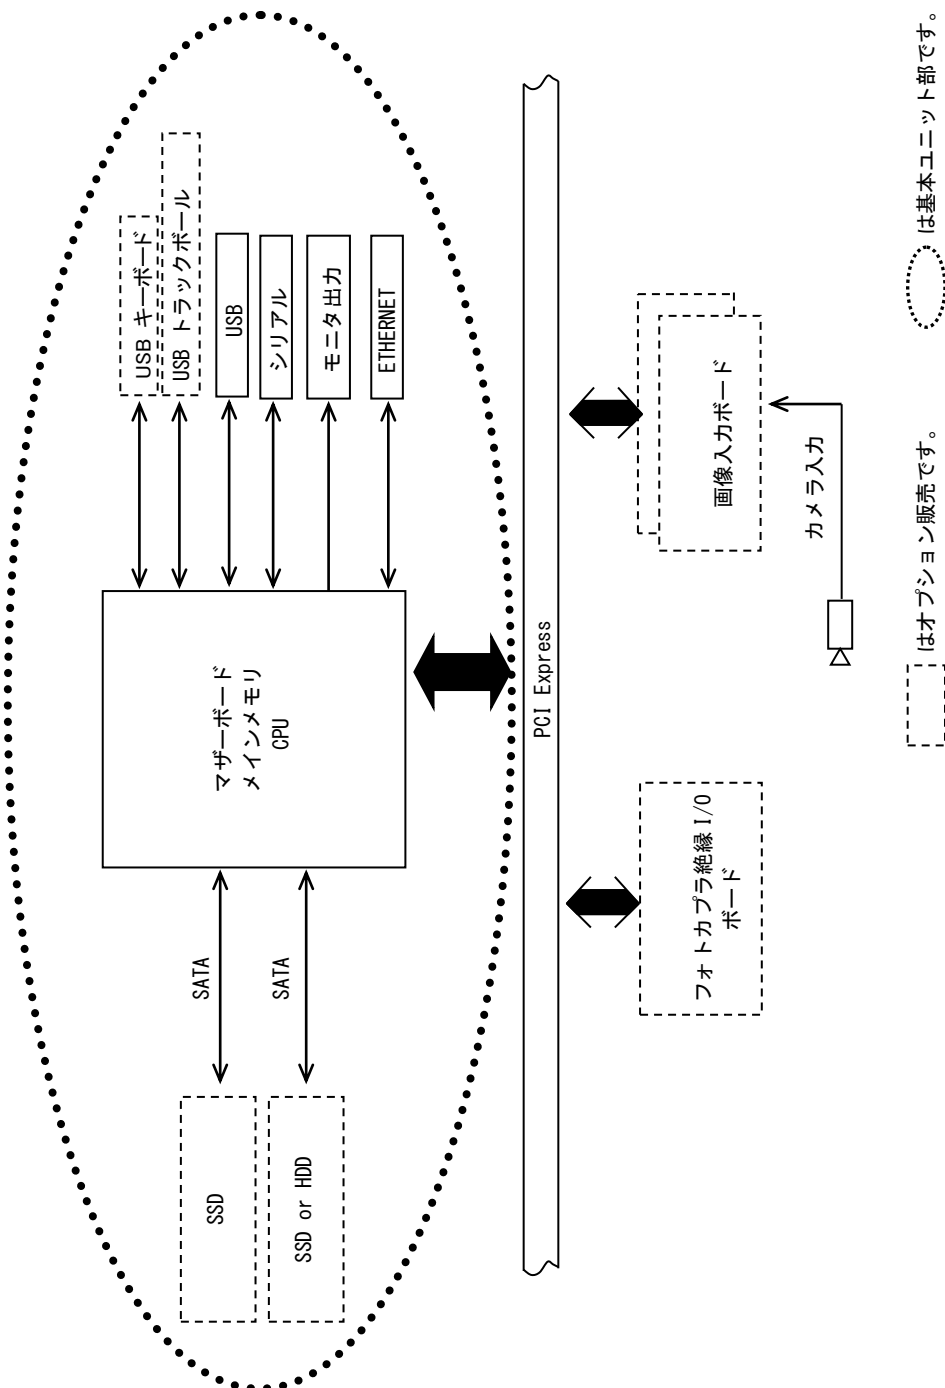 USB キーボード
USB トラックボール
USB
シリアル
モニタ出力
ETHERNET
マザーボード
メインメモリ
CPU
SATA
SATA
SSD
SSD or HDD
PCI Express
フォトカプラ絶縁 I/O
ボード
画像入力ボード
カメラ入力
はオプション販売です。
は基本ユニット部です。